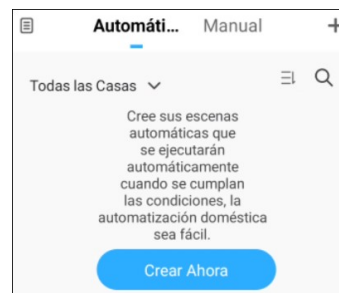 Automáti... Manual
Todas las Casas
Cree sus escenas
automáticas que
se ejecutarán
automáticamente
cuando se cumplan
las condiciones, la
automatización doméstica
sea fácil.
Crear Ahora